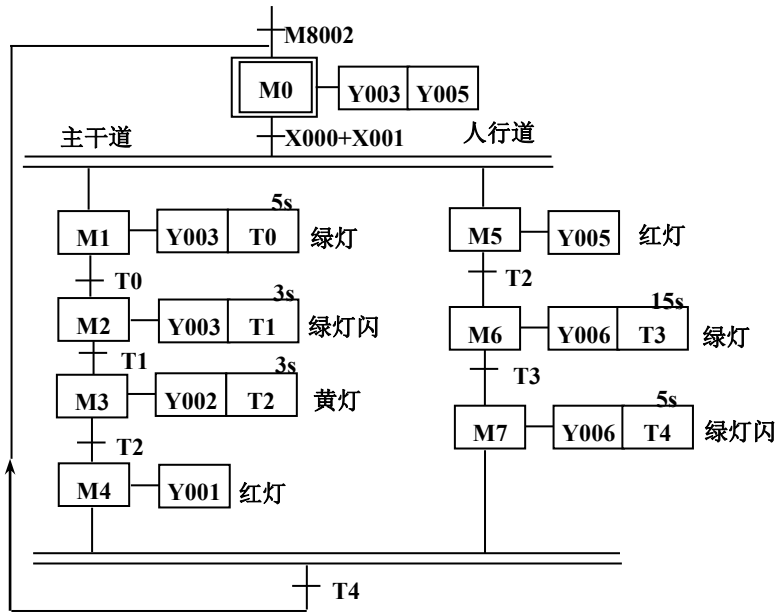 M8002
M0 Y003 Y005
主干道 X000+X001 人行道
5s
M1 Y003 T0 绿灯
M5 Y005 红灯
T0
T2
3s
M2 Y003 T1 绿灯闪
15s
M6 Y006 T3 绿灯
T1
3s
M3 Y002 T2 黄灯
T3
5s
M7 Y006 T4 绿灯闪
T2
M4 Y001 红灯
T4